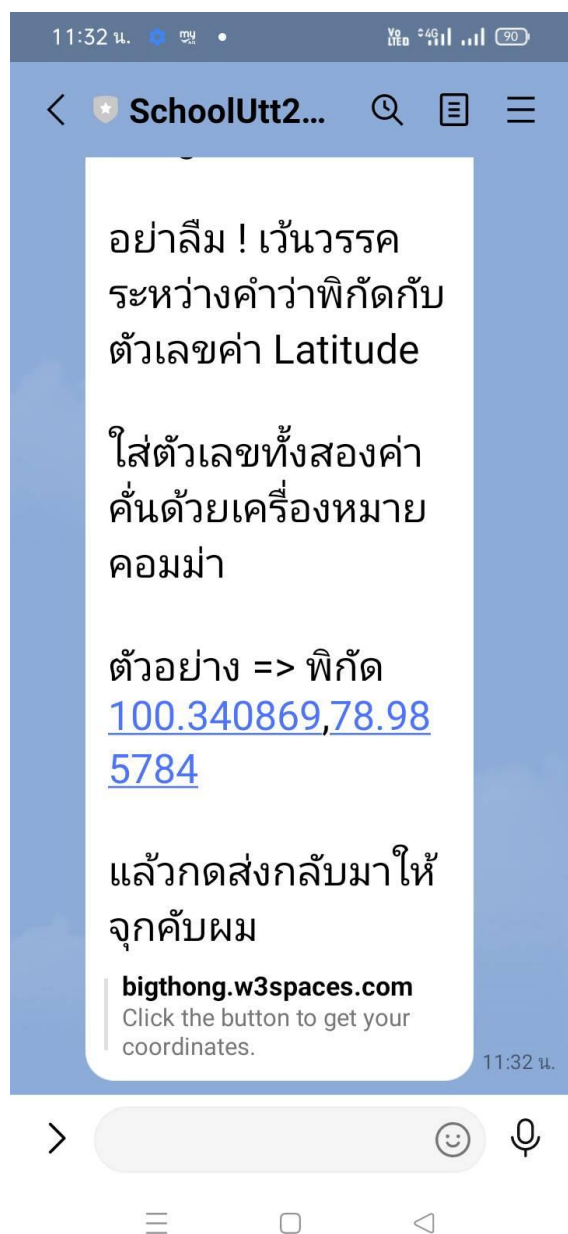 11:32 น.
Vo LTED 4G 90
SchoolUtt2...
อย่าลืม ! เว้นวรรค
ระหว่างคำว่าพิกัดกับ
ตัวเลขค่า Latitude
ใส่ตัวเลขทั้งสองค่า
คั่นด้วยเครื่องหมาย
คอมม่า
ตัวอย่าง => พิกัด
100.340869,78.98
5784
แล้วกดส่งกลับมาให้
จุกคับผม
bigthong.w3spaces.com
Click the button to get your
coordinates.
11:32 น.